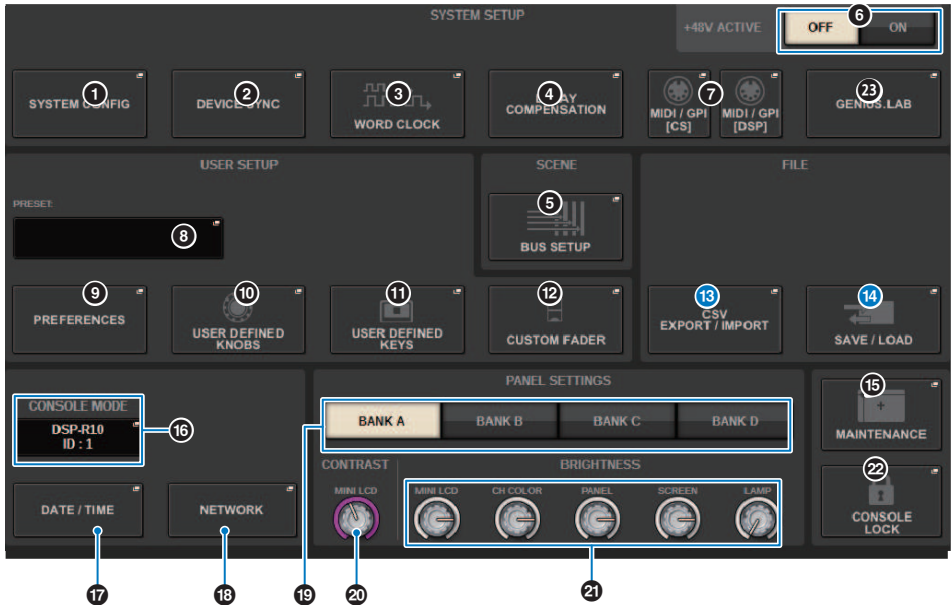 SYSTEM SETUP
+48V ACTIVE
OFF
ON
6
SYSTEM CONFIG
1
DEVICE SYNC
2
3
WORD CLOCK
4
COMPENSATION
7
MIDI / GPI
[CS]
MIDI / GPI
[DSP]
23
GENIUS.LAB
USER SETUP
SCENE
FILE
PRESET:
8
5
BUS SETUP
9
PREFERENCES
10
USER DEFINED
KNOBS
11
USER DEFINED
KEYS
12
CUSTOM FADER
13
CSV
EXPORT / IMPORT
14
SAVE / LOAD
CONSOLE MODE
DSP-R10
ID : 1
16
PANEL SETTINGS
BANK A
BANK B
BANK C
BANK D
15
MAINTENANCE
CONTRAST
BRIGHTNESS
MINI LCD
MINI LCD
CH COLOR
PANEL
SCREEN
LAMP
22
CONSOLE
LOCK
DATE / TIME
NETWORK
17
18
19
20
21